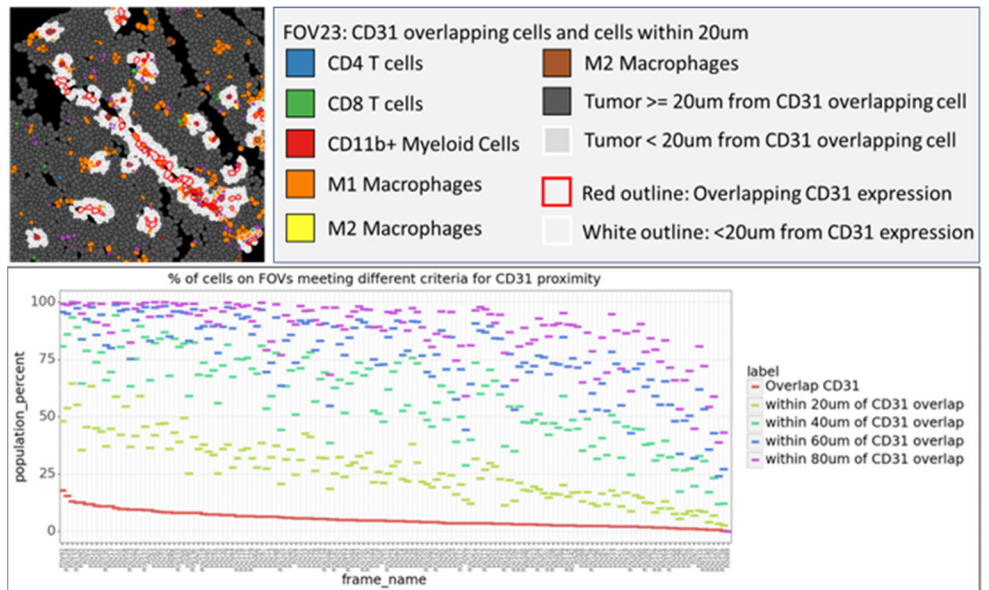 FOV23: CD31 overlapping cells and cells within 20um
CD4 T cells
CD8 T cells
CD11b+ Myeloid Cells
M1 Macrophages
M2 Macrophages
M2 Macrophages
Tumor >= 20um from CD31 overlapping cell
Tumor < 20um from CD31 overlapping cell
Red outline: Overlapping CD31 expression
White outline: <20um from CD31 expression
% of cells on FOVs meeting different criteria for CD31 proximity
100
75
50
25
0
population_percent
frame_name
label
Overlap CD31
within 20um of CD31 overlap
within 40um of CD31 overlap
within 60um of CD31 overlap
within 80um of CD31 overlap